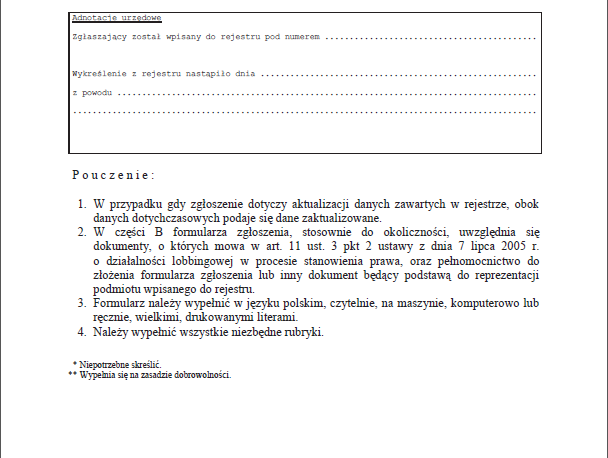 Adnotacje urzędowe
Zgłaszający został wpisany do rejestru pod numerem ..........................................
Wykreślenie z rejestru nastąpiło dnia .......................................................
z powodu ...................................................................................
............................................................................................
Pouczenie:
1. W przypadku gdy zgłoszenie dotyczy aktualizacji danych zawartych w rejestrze, obok
danych dotychczasowych podaje się dane zaktualizowane.
2. W części B formularza zgłoszenia, stosownie do okoliczności, uwzględnia się
dokumenty, o których mowa w art. 11 ust. 3 pkt 2 ustawy z dnia 7 lipca 2005 r.
o działalności lobbingowej w procesie stanowienia prawa, oraz pełnomocnictwo do
złożenia formularza zgłoszenia lub inny dokument będący podstawą do reprezentacji
podmiotu wpisanego do rejestru.
3. Formularz należy wypełnić w języku polskim, czytelnie, na maszynie, komputerowo lub
ręcznie, wielkimi, drukowanymi literami.
4. Należy wypełnić wszystkie niezbędne rubryki.
* Niepotrzebne skreślić.
** Wypełnia się na zasadzie dobrowolności.